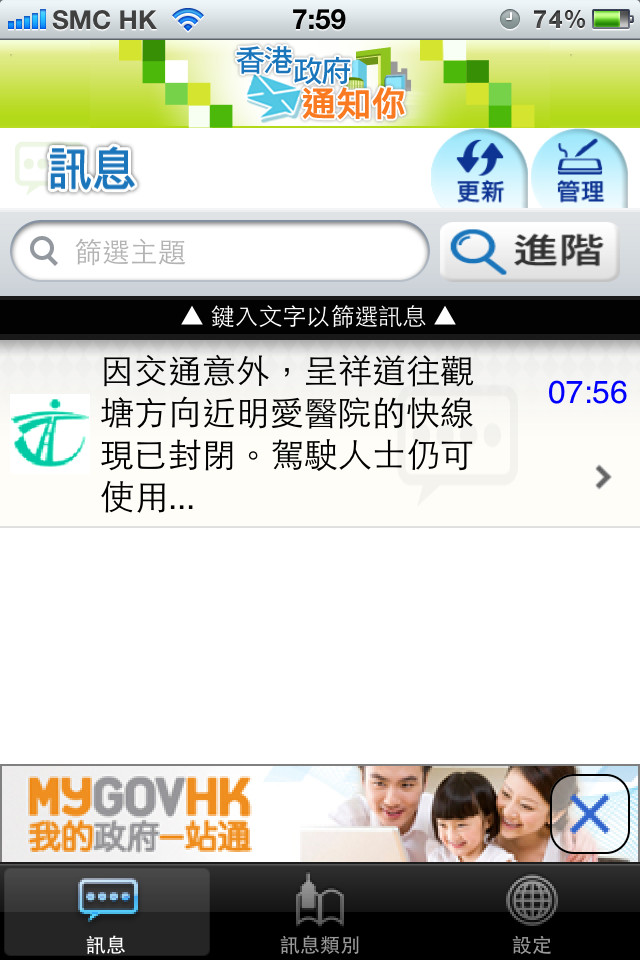 SMC HK 7:59 74%
香港政府
通知你
訊息
更新 管理
篩選主題 進階
▲ 鍵入文字以篩選訊息 ▲
因交通意外，呈祥道往觀 07:56
塘方向近明愛醫院的快線
現已封閉。駕駛人士仍可
使用...
MYGOVHK
我的政府一站通
訊息 訊息類別 設定